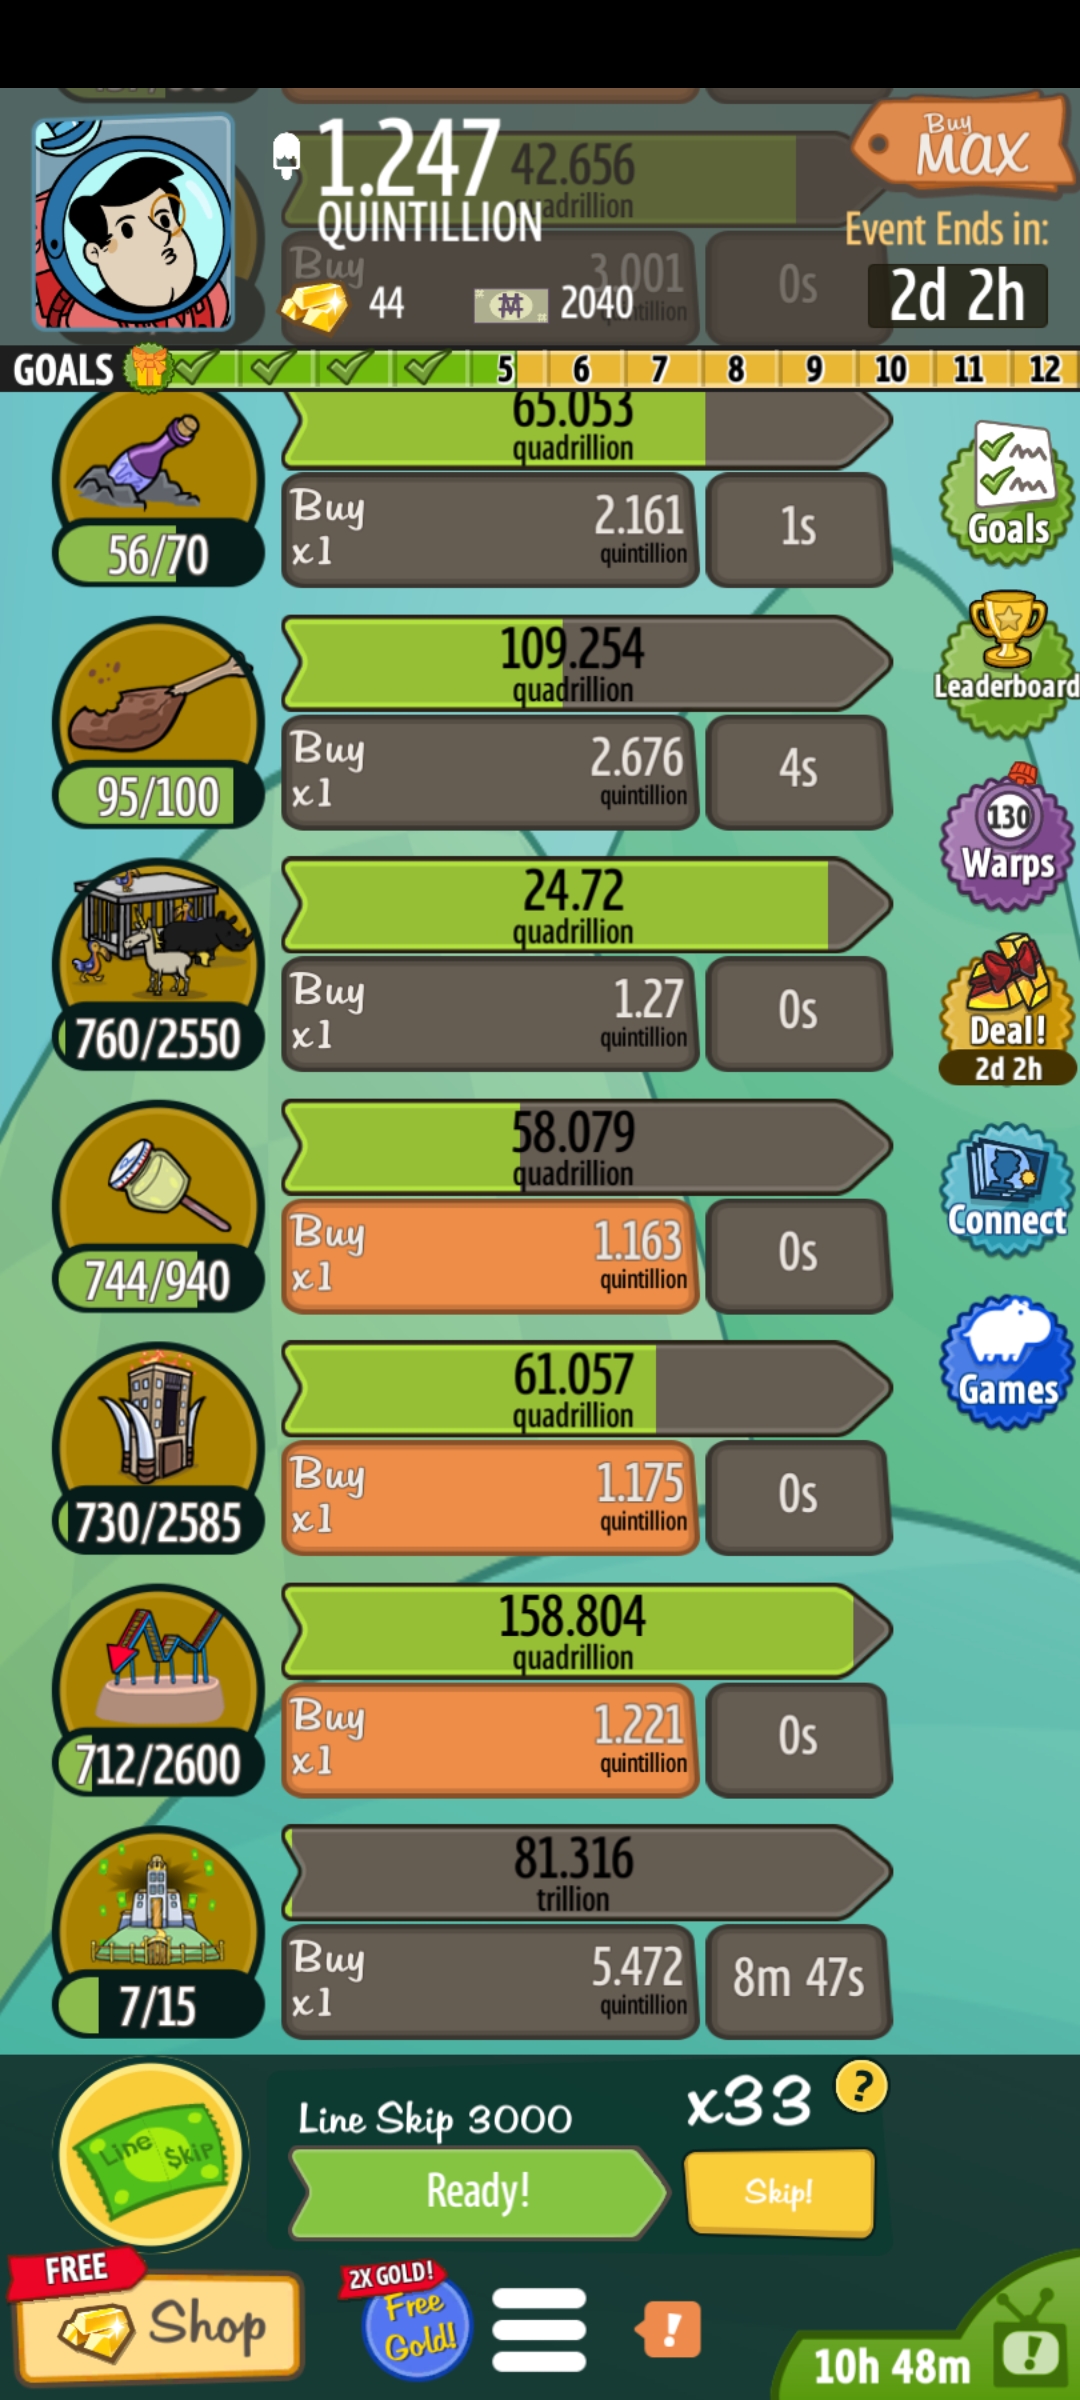 1.247
QUINTILLION
42.656
quadrillion
Buy
MAX
Event Ends in:
2d 2h
Buy
3.001
0s
44
2040
GOALS
5
6
7
8
9
10
11
12
65.053
quadrillion
Buy
x1
2.161
quintillion
1s
56/70
Goals
109.254
quadrillion
Buy
x1
2.676
quintillion
4s
95/100
Leaderboard
130
Warps
24.72
quadrillion
Buy
x1
1.27
quintillion
0s
760/2550
Deal!
2d 2h
58.079
quadrillion
Buy
x1
1.163
quintillion
0s
744/940
Connect
61.057
quadrillion
Buy
x1
1.175
quintillion
0s
730/2585
Games
158.804
quadrillion
Buy
x1
1.221
quintillion
0s
712/2600
81.316
trillion
Buy
x1
5.472
quintillion
8m 47s
7/15
Line $kip
Line Skip 3000
x33
?
Ready!
Skip!
FREE
Shop
2X GOLD!
Free
Gold!
!
10h 48m
!